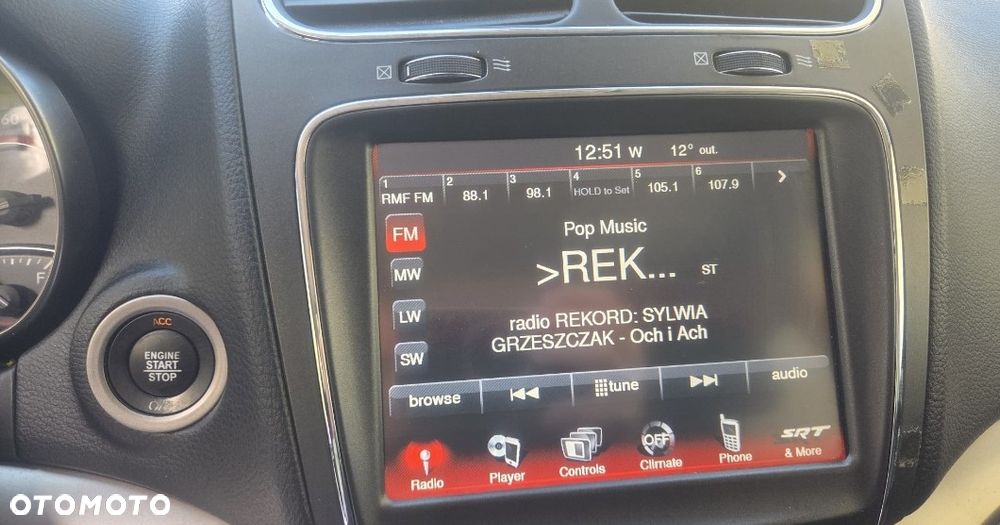 12:51 W 12° out.
1 2 3 4 5 6
RMF FM 88.1 98.1 HOLD to Set 105.1 107.9 >
FM
Pop Music
MW
>REK... ST
LW
radio REKORD: SYLWIA
GRZESZCZAK - Och i Ach
SW
browse tune audio
OFF
SRT
Radio Player Controls Climate Phone & More
60
F
ACC
ENGINE
START
STOP
OTOMOTO